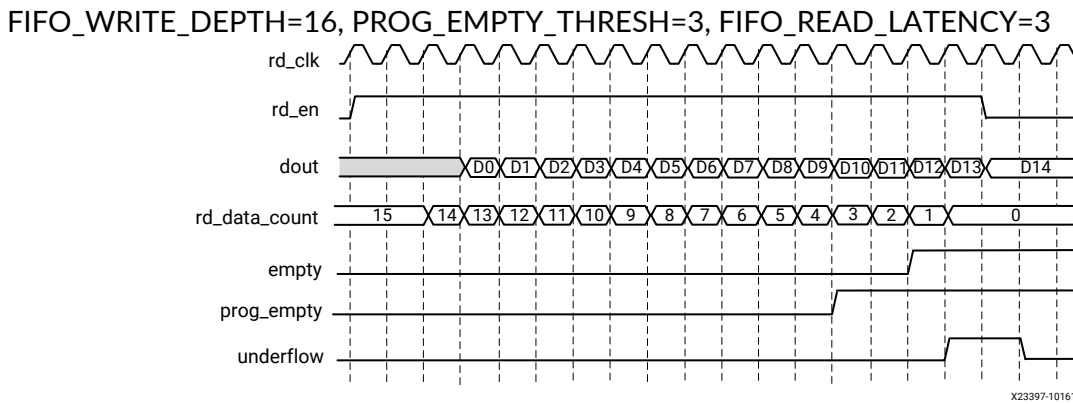 FIFO_WRITE_DEPTH=16, PROG_EMPTY_THRESH=3, FIFO_READ_LATENCY=3
rd_clk
rd_en
dout D0 D1 D2 D3 D4 D5 D6 D7 D8 D9 D10 D11 D12 D13 D14
rd_data_count 15 14 13 12 11 10 9 8 7 6 5 4 3 2 1 0
empty
prog_empty
underflow
X23397-10161